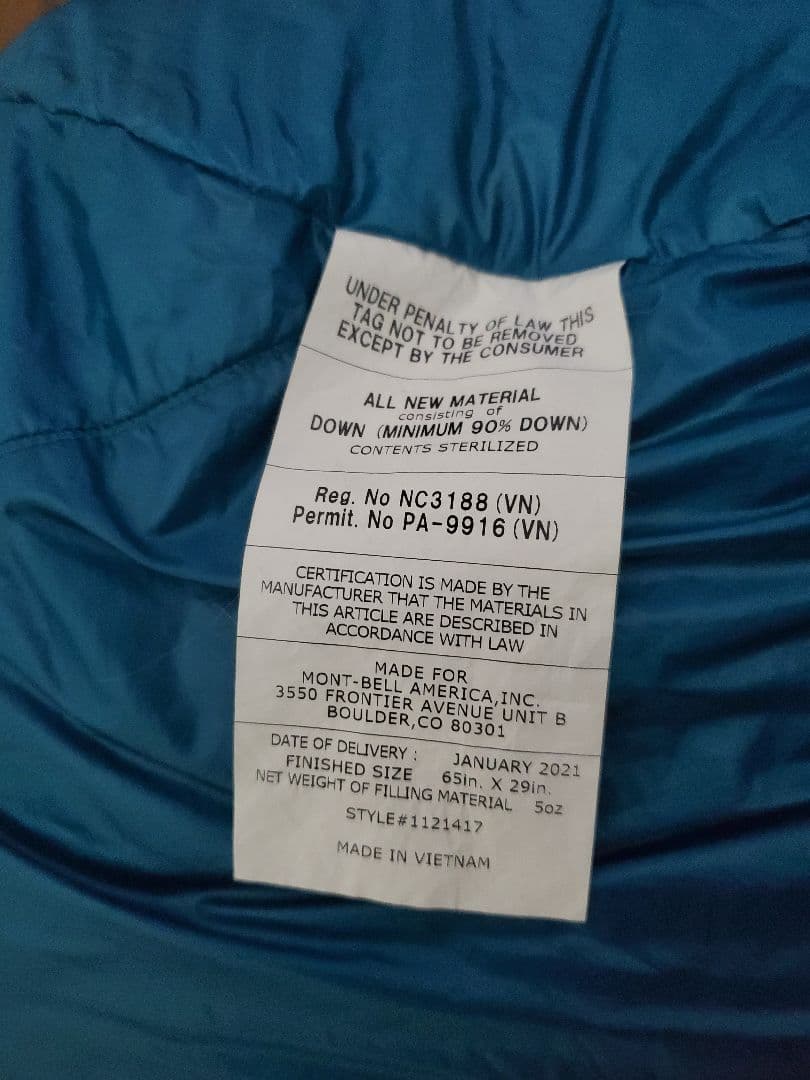 UNDER PENALTY OF LAW THIS
TAG NOT TO BE REMOVED
EXCEPT BY THE CONSUMER
ALL NEW MATERIAL
consisting of
DOWN (MINIMUM 90% DOWN)
CONTENTS STERILIZED
Reg. No NC3188 (VN)
Permit. No PA-9916 (VN)
CERTIFICATION IS MADE BY THE
MANUFACTURER THAT THE MATERIALS IN
THIS ARTICLE ARE DESCRIBED IN
ACCORDANCE WITH LAW
MADE FOR
MONT-BELL AMERICA,INC.
3550 FRONTIER AVENUE UNIT B
BOULDER,CO 80301
DATE OF DELIVERY : JANUARY 2021
FINISHED SIZE 65in. X 29in.
NET WEIGHT OF FILLING MATERIAL 5oz
STYLE#1121417
MADE IN VIETNAM